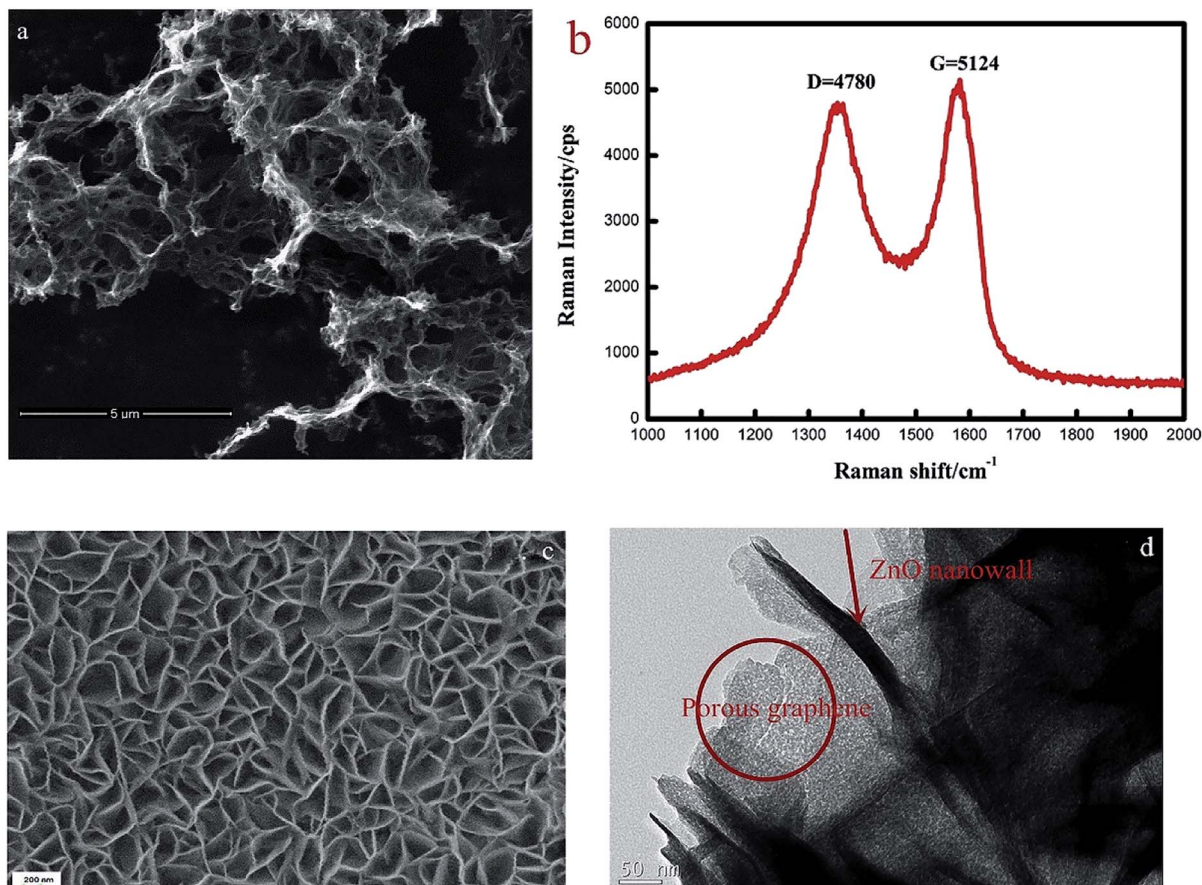 a
5 um
b
D=4780
G=5124
6000
5000
4000
3000
2000
1000
0
Raman Intensity/cps
1000 1100 1200 1300 1400 1500 1600 1700 1800 1900 2000
Raman shift/cm⁻¹
c
200 nm
d
ZnO nanowall
Porous graphene
50 nm